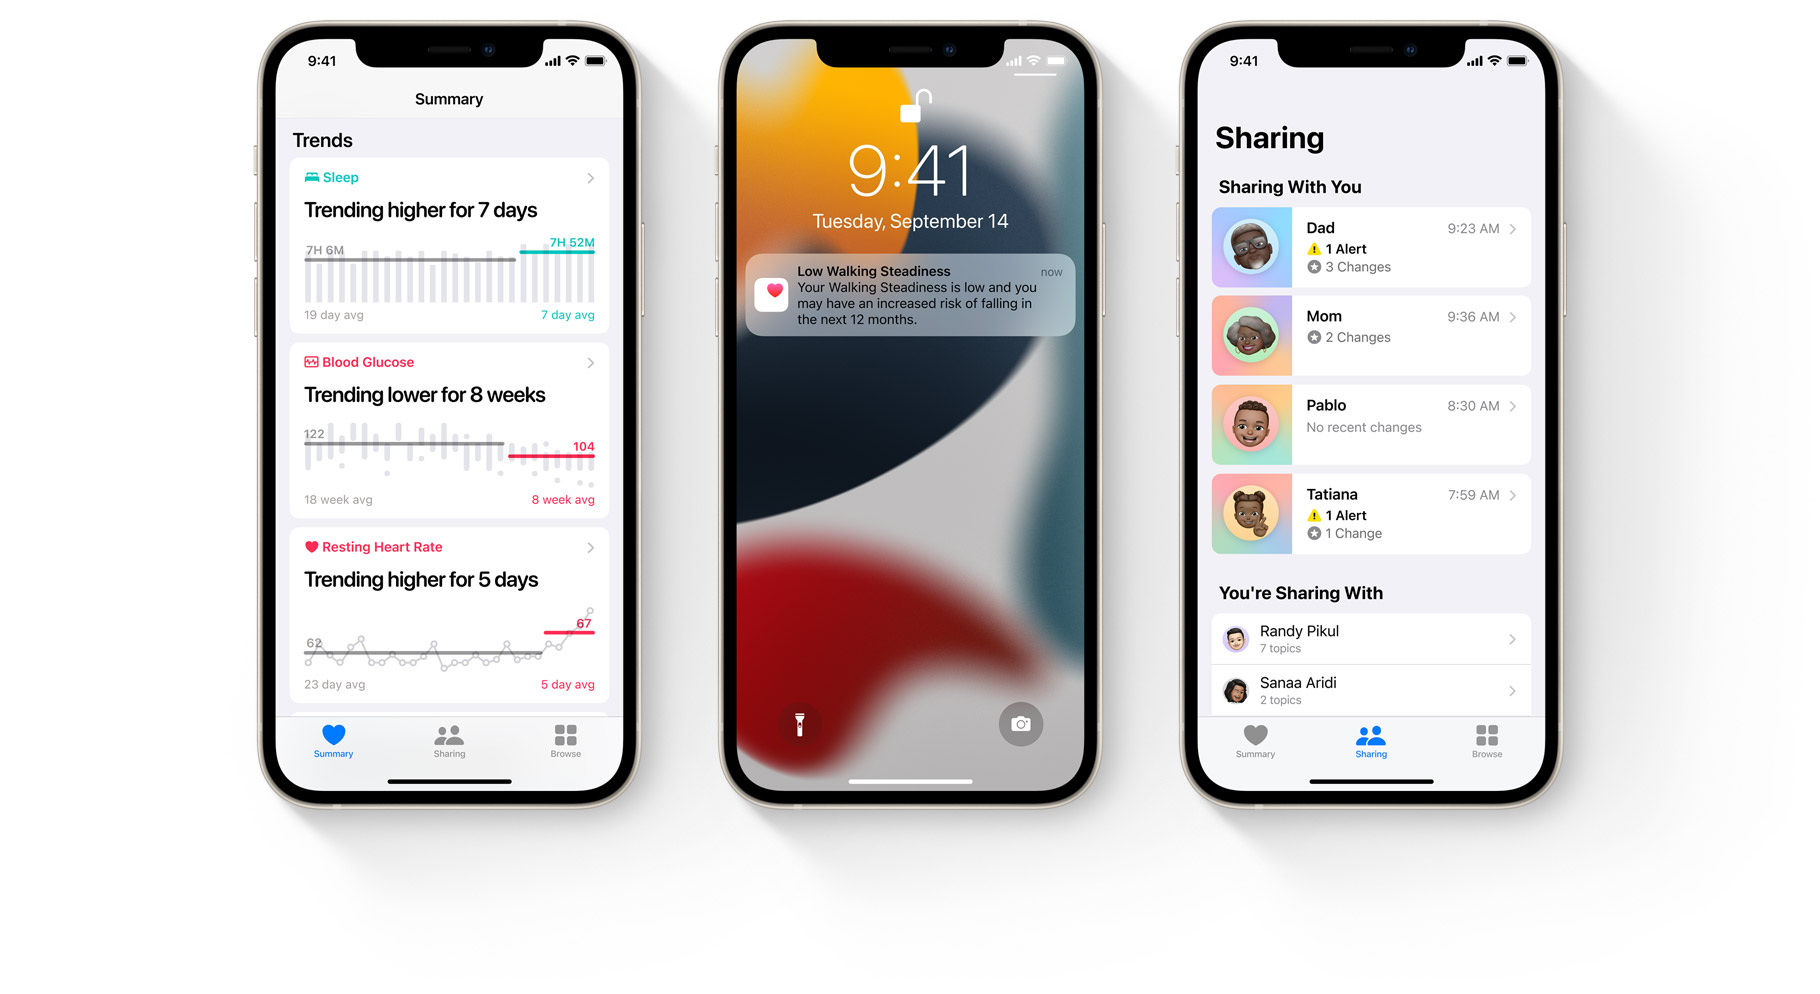 9:41
Summary
Trends
Sleep
Trending higher for 7 days
7H 6M
7H 52M
19 day avg
7 day avg
Blood Glucose
Trending lower for 8 weeks
122
104
18 week avg
8 week avg
Resting Heart Rate
Trending higher for 5 days
62
67
23 day avg
5 day avg
Summary
Sharing
Browse
9:41
Tuesday, September 14
Low Walking Steadiness
now
Your Walking Steadiness is low and you
may have an increased risk of falling in
the next 12 months.
9:41
Sharing
Sharing With You
Dad
9:23 AM
1 Alert
3 Changes
Mom
9:36 AM
2 Changes
Pablo
8:30 AM
No recent changes
Tatiana
7:59 AM
1 Alert
1 Change
You're Sharing With
Randy Pikul
7 topics
Sanaa Aridi
2 topics
Summary
Sharing
Browse